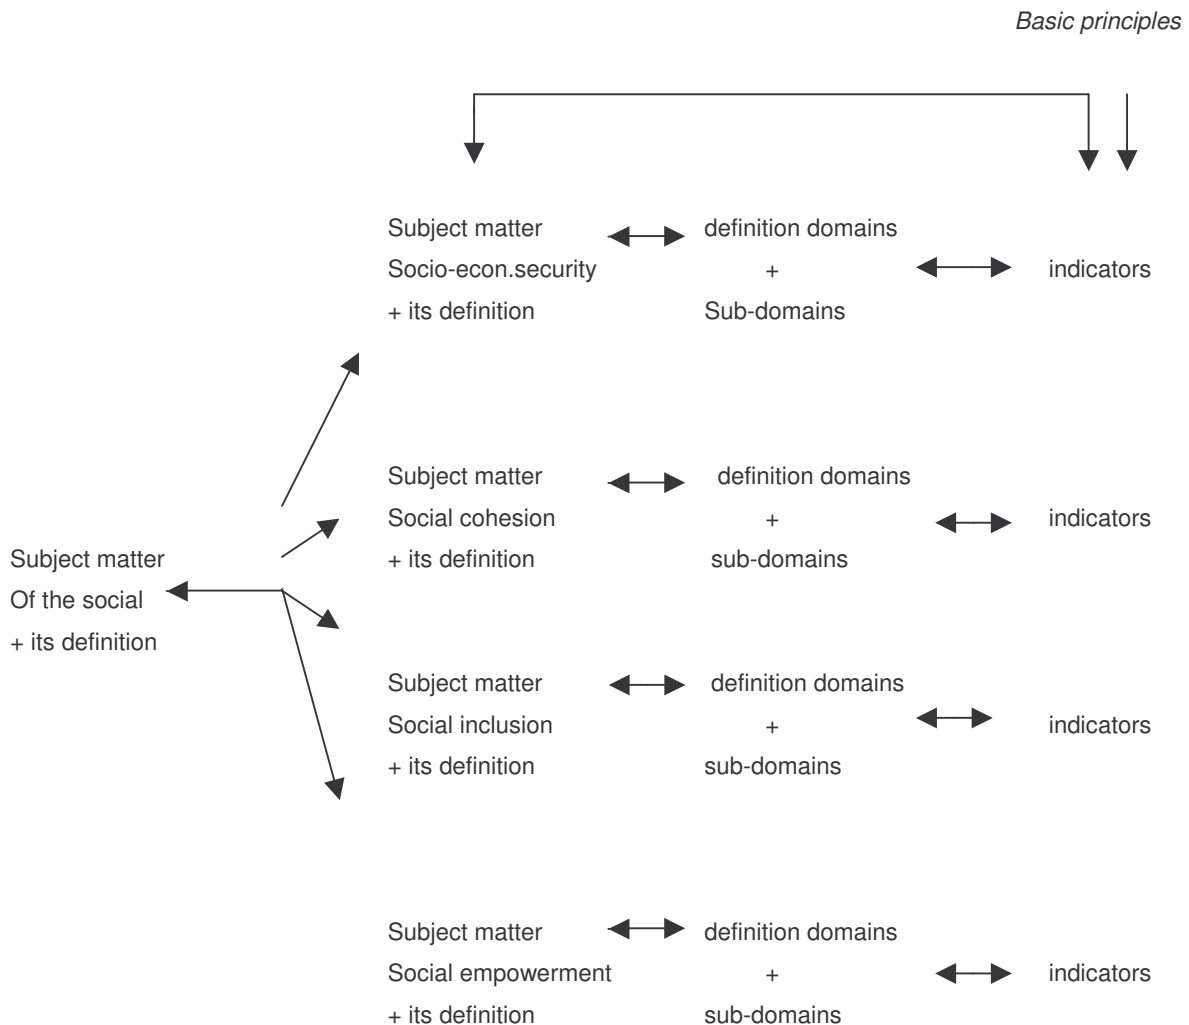 Basic principles
Subject matter definition domains
Socio-econ.security + indicators
+ its definition Sub-domains
Subject matter definition domains
Social cohesion + indicators
+ its definition sub-domains
Subject matter
Of the social
+ its definition
Subject matter definition domains
Social inclusion + indicators
+ its definition sub-domains
Subject matter definition domains
Social empowerment + indicators
+ its definition sub-domains